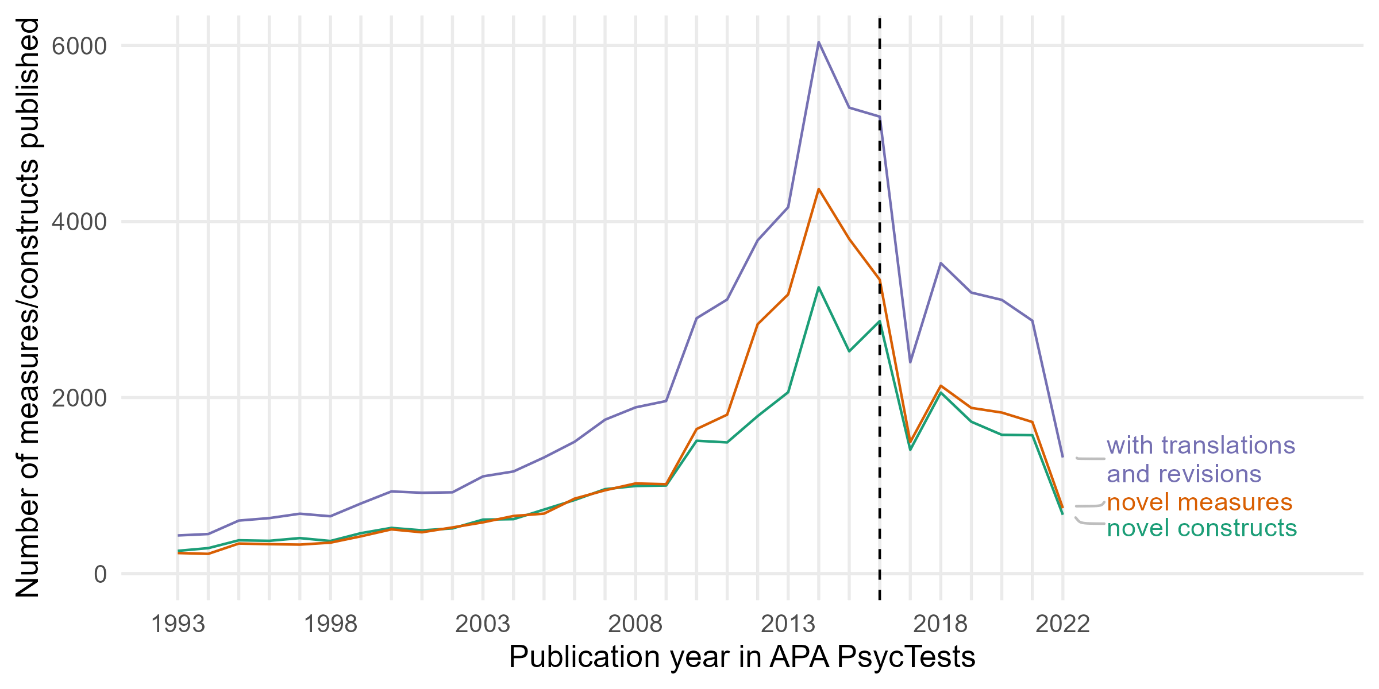 Number of measures/constructs published
6000
4000
2000
0
with translations
and revisions
novel measures
novel constructs
1993 1998 2003 2008 2013 2018 2022
Publication year in APA PsycTests